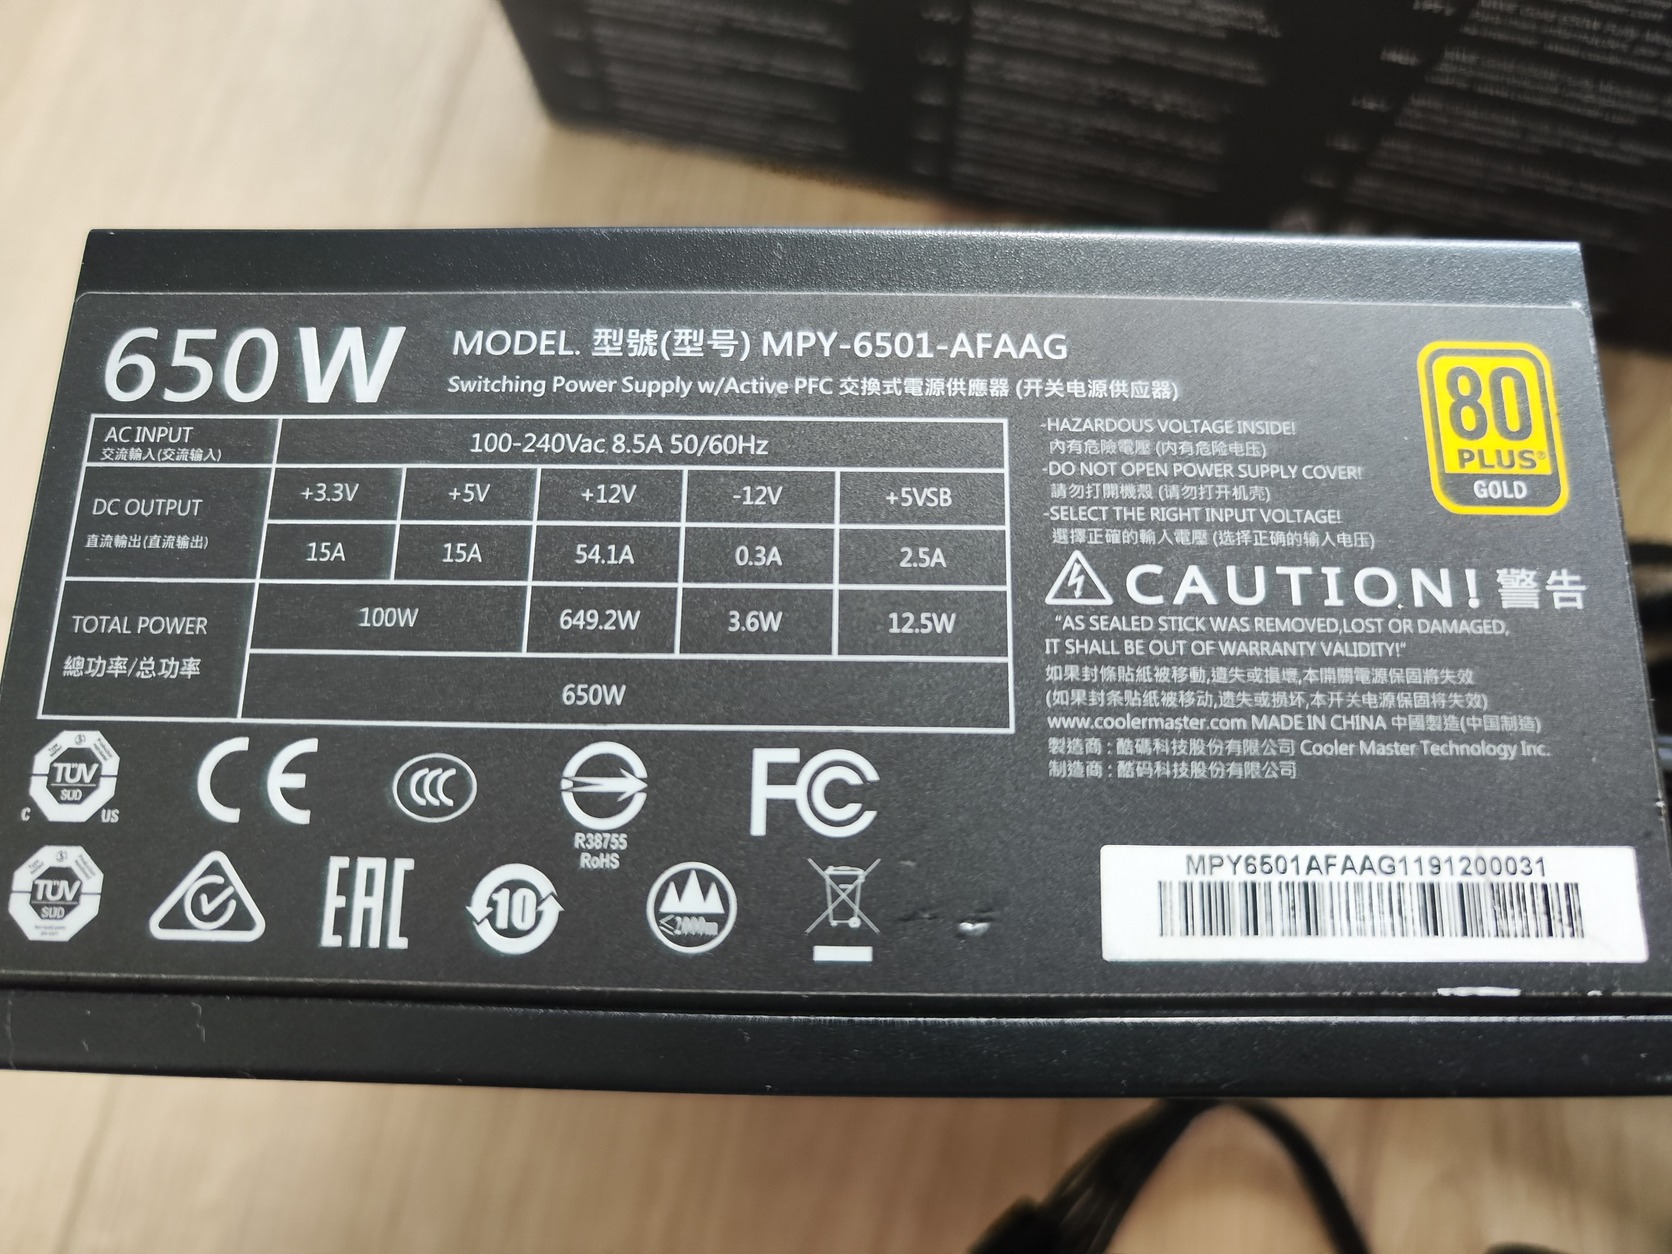 650W
MODEL. 型號(型号) MPY-6501-AFAAG
Switching Power Supply w/Active PFC 交換式電源供應器 (开关电源供应器)
AC INPUT
交流輸入(交流输入)
100-240Vac 8.5A 50/60Hz
DC OUTPUT
直流輸出(直流输出)
+3.3V +5V +12V -12V +5VSB
15A 15A 54.1A 0.3A 2.5A
TOTAL POWER
總功率/总功率
100W 649.2W 3.6W 12.5W
650W
-HAZARDOUS VOLTAGE INSIDE!
內有危險電壓 (内有危险电压)
-DO NOT OPEN POWER SUPPLY COVER!
請勿打開機殼 (请勿打开机壳)
-SELECT THE RIGHT INPUT VOLTAGE!
選擇正確的輸入電壓 (选择正确的输入电压)
80
PLUS®
GOLD
CAUTION! 警告
"AS SEALED STICK WAS REMOVED,LOST OR DAMAGED,
IT SHALL BE OUT OF WARRANTY VALIDITY!"
如果封條貼紙被移動,遺失或損壞,本開關電源保固將失效
(如果封条贴纸被移动,遗失或损坏,本开关电源保固将失效)
www.coolermaster.com MADE IN CHINA 中國製造(中国制造)
製造商 : 酷碼科技股份有限公司 Cooler Master Technology Inc.
制造商 : 酷码科技股份有限公司
TÜV
SUD
C US
CE
CCC
R38755
RoHS
FC
TÜV
SUD
EAC
10
≤2000m
MPY6501AFAAG1191200031